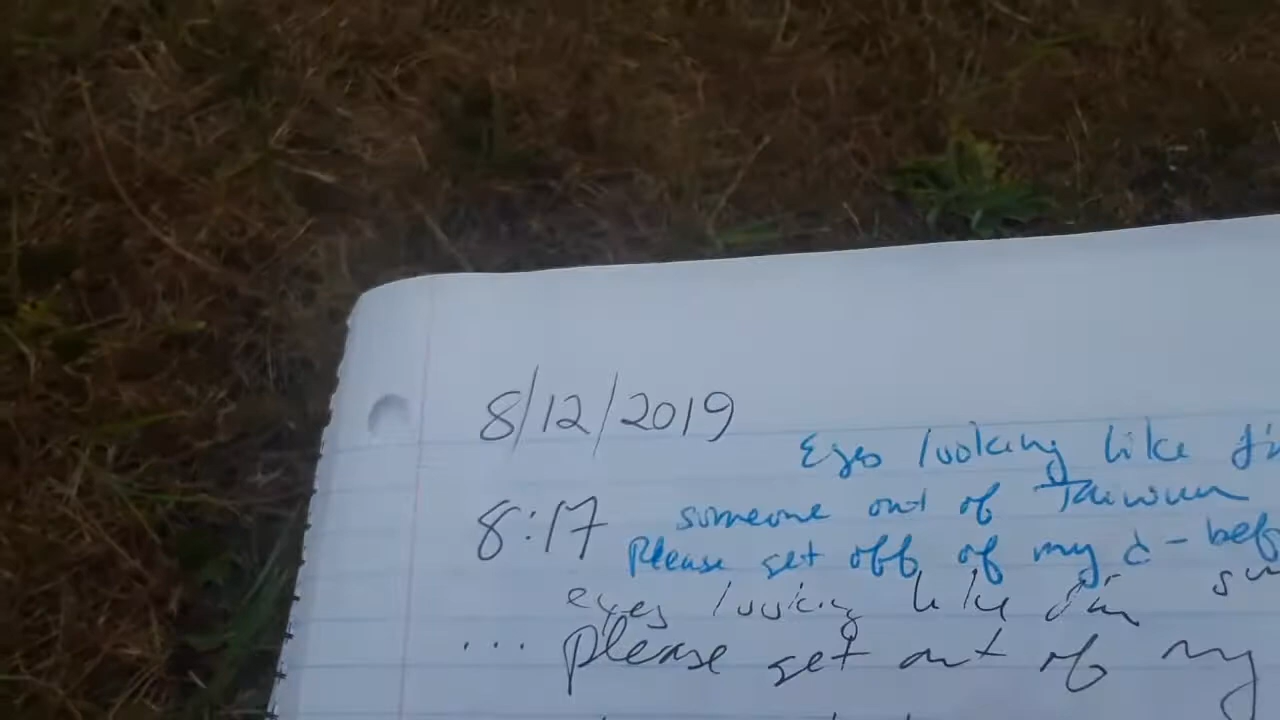 8/12/2019
Eyes looking like
8:17 someone out of Taiwan
Please get off of my c-
eyes looking like
... please get out of my